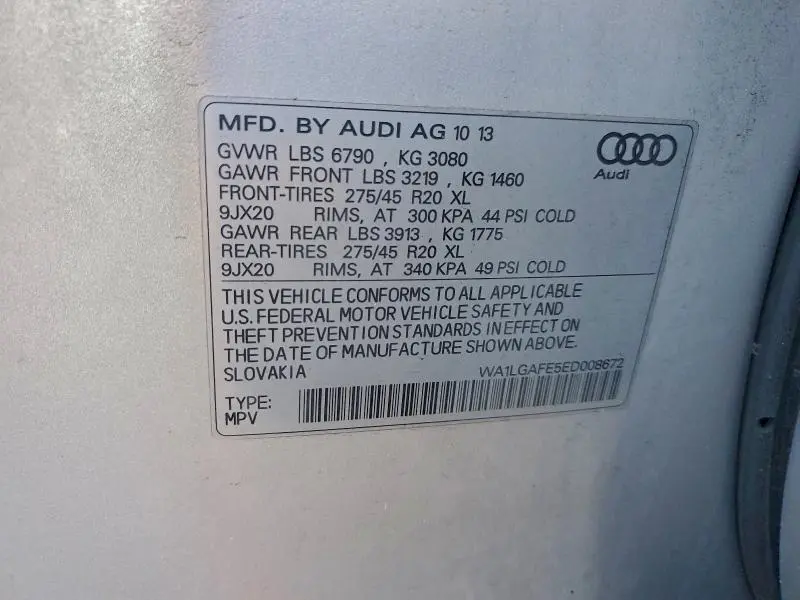 MFD. BY AUDI AG 10 13
Audi
GVWR LBS 6790 , KG 3080
GAWR FRONT LBS 3219 , KG 1460
FRONT-TIRES 275/45 R20 XL
9JX20 RIMS, AT 300 KPA 44 PSI COLD
GAWR REAR LBS 3913 , KG 1775
REAR-TIRES 275/45 R20 XL
9JX20 RIMS, AT 340 KPA 49 PSI COLD
THIS VEHICLE CONFORMS TO ALL APPLICABLE
U.S. FEDERAL MOTOR VEHICLE SAFETY AND
THEFT PREVENTION STANDARDS IN EFFECT ON
THE DATE OF MANUFACTURE SHOWN ABOVE.
SLOVAKIA WA1LGAFE5ED008672
TYPE:
MPV